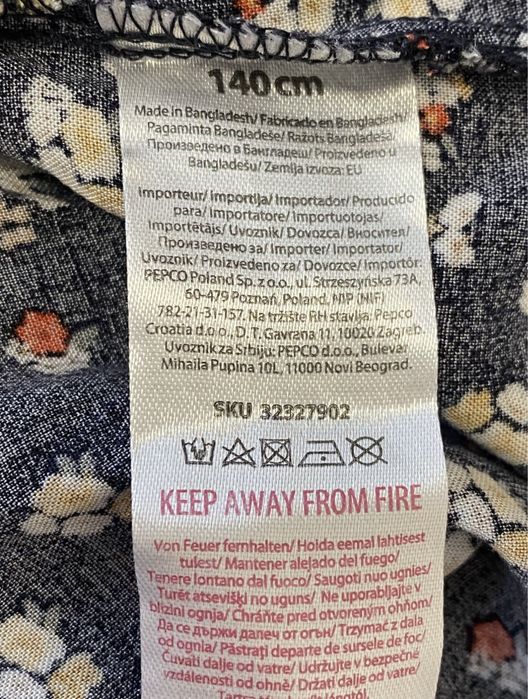 140cm
Made in Bangladesh/ Fabricado en Bangladesh/
Pagaminta Bangladeše/ Ražots Bangladešā/
Произведено в Бангладеш/ Proizvedeno u
Bangladešu/ Zemlja izvoza: EU
Importeur/ importija/ Importador/ Producido
para/ Importatore/ Importuotojas/
Importētājs/ Uvoznik/ Dovozca/ Вносител/
Произведено за/ Importer/ Importator/
Uvoznik/ Proizvedeno za/ Dovozce/ Importőr:
PEPCO Poland Sp. z o.o., ul. Strzeszyńska 73A,
60-479 Poznań, Poland, NIP (NIF)
782-21-31-157. Na tržište RH stavlja: Pepco
Croatia d.o.o., D. T. Gavrana 11, 10020 Zagreb.
Uvoznik za Srbiju: PEPCO d.o.o., Bulevar
Mihaila Pupina 10L, 11000 Novi Beograd.
SKU 32327902
KEEP AWAY FROM FIRE
Von Feuer fernhalten/ Hoida eemal lahtisest
tulest/ Mantener alejado del fuego/
Tenere lontano dal fuoco/ Saugoti nuo ugnies/
Turēt atsevišķi no uguns/ Ne uporabljajte v
bližini ognja/ Chráňte pred otvoreným ohňom/
Да се държи далеч от огън/ Trzymać z dala
od ognia/ Păstrați departe de sursele de foc/
Čuvati dalje od vatre/ Udržujte v bezpečné
vzdálenosti od ohně/ Držati dalje od vatre/